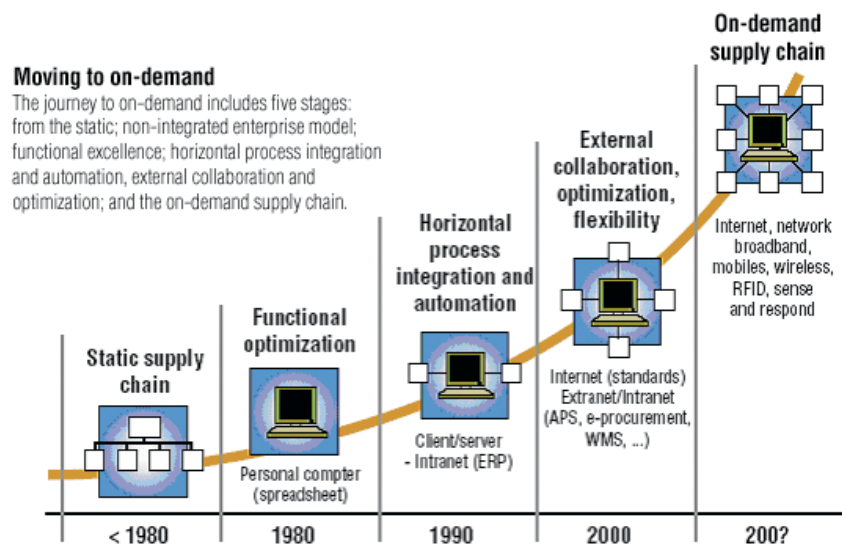 Moving to on-demand
The journey to on-demand includes five stages:
from the static; non-integrated enterprise model;
functional excellence; horizontal process integration
and automation, external collaboration and
optimization; and the on-demand supply chain.
Static supply
chain
< 1980
Functional
optimization
Personal compter
(spreadsheet)
1980
Horizontal
process
integration and
automation
Client/server
- Intranet (ERP)
1990
External
collaboration,
optimization,
flexibility
Internet (standards)
Extranet/Intranet
(APS, e-procurement,
WMS, ...)
2000
On-demand
supply chain
Internet, network
broadband,
mobiles, wireless,
RFID, sense
and respond
200?